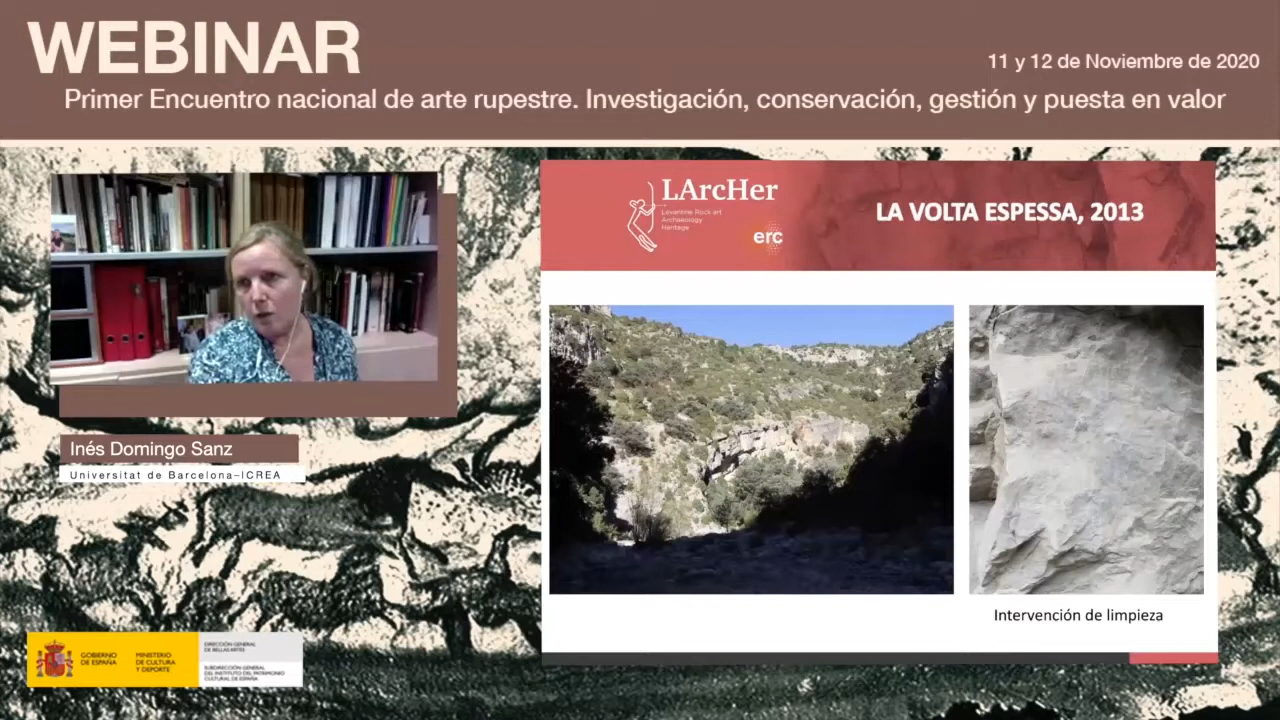 WEBINAR
11 y 12 de Noviembre de 2020
Primer Encuentro nacional de arte rupestre. Investigación, conservación, gestión y puesta en valor
LArcHer
Levantine Rock art
Archaeology
Heritage
erc
LA VOLTA ESPESSA, 2013
Intervención de limpieza
Inés Domingo Sanz
Universitat de Barcelona-ICREA
GOBIERNO
DE ESPAÑA
MINISTERIO
DE CULTURA
Y DEPORTE
DIRECCIÓN GENERAL
DE BELLAS ARTES
SUBDIRECCIÓN GENERAL
DEL INSTITUTO DEL PATRIMONIO
CULTURAL DE ESPAÑA